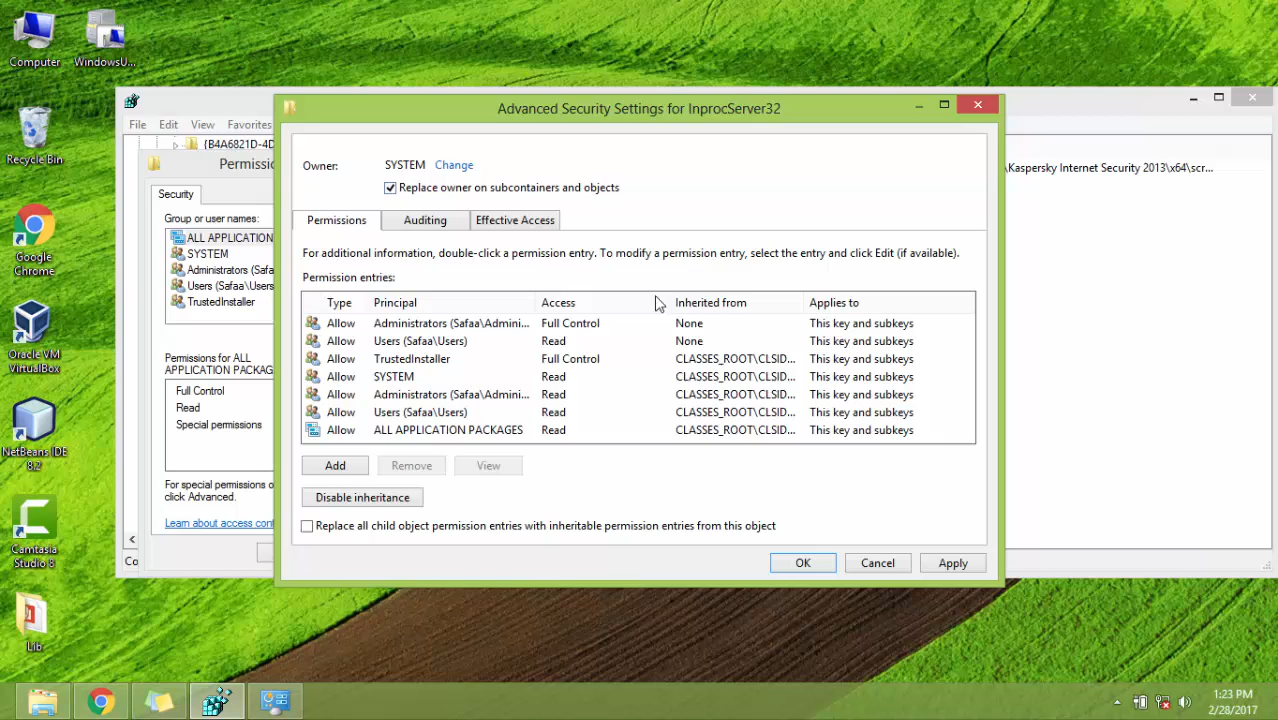 Computer
WindowsU...
Recycle Bin
Google
Chrome
Oracle VM
VirtualBox
NetBeans IDE
8.2
Camtasia
Studio 8
Lib
File Edit View Favorites
{B4A6821D-4D
Permissio
Security
Group or user names:
ALL APPLICATION
SYSTEM
Administrators (Safa
Users (Safaa\Users)
TrustedInstaller
Permissions for ALL
APPLICATION PACKAG
Full Control
Read
Special permissions
For special permissions o
click Advanced.
Learn about access cont
Co
\Kaspersky Internet Security 2013\x64\scr...
Advanced Security Settings for InprocServer32
Owner: SYSTEM Change
Replace owner on subcontainers and objects
Permissions Auditing Effective Access
For additional information, double-click a permission entry. To modify a permission entry, select the entry and click Edit (if available).
Permission entries:
Type Principal Access Inherited from Applies to
Allow Administrators (Safaa\Admini... Full Control None This key and subkeys
Allow Users (Safaa\Users) Read None This key and subkeys
Allow TrustedInstaller Full Control CLASSES_ROOT\CLSID... This key and subkeys
Allow SYSTEM Read CLASSES_ROOT\CLSID... This key and subkeys
Allow Administrators (Safaa\Admini... Read CLASSES_ROOT\CLSID... This key and subkeys
Allow Users (Safaa\Users) Read CLASSES_ROOT\CLSID... This key and subkeys
Allow ALL APPLICATION PACKAGES Read CLASSES_ROOT\CLSID... This key and subkeys
Add Remove View
Disable inheritance
Replace all child object permission entries with inheritable permission entries from this object
OK Cancel Apply
1:23 PM
2/28/2017